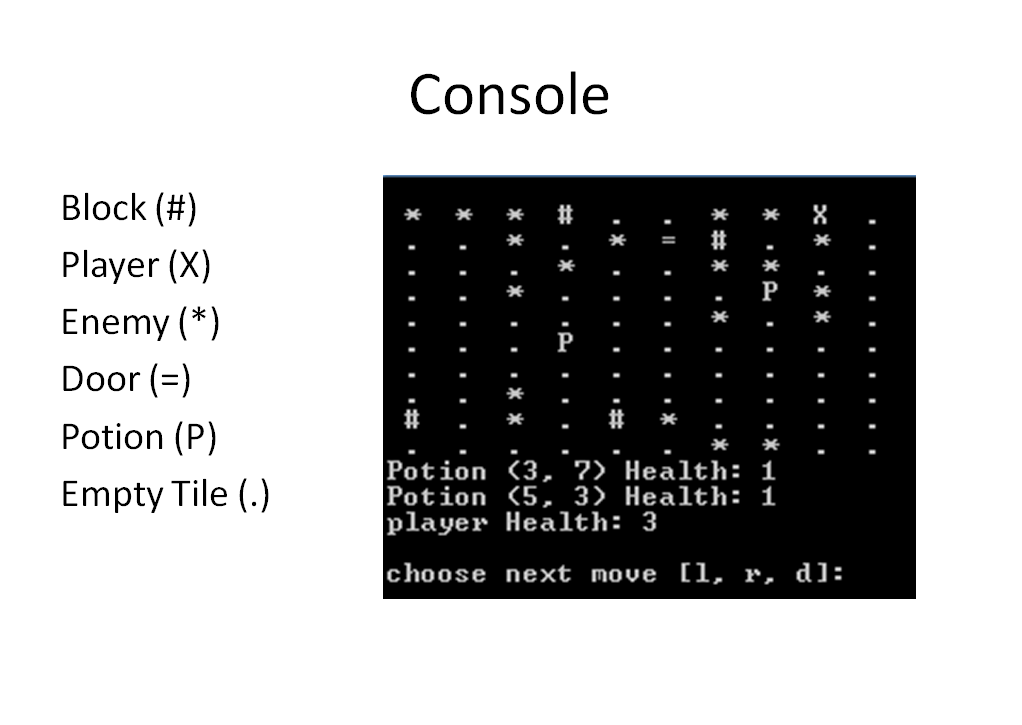 Console
Block (#)
Player (X)
Enemy (*)
Door (=)
Potion (P)
Empty Tile (.)
* * * # . . * * X .
. . * . * = # . * .
. . . * . . * * . .
. . * . . . . P * .
. . . . . . * . * .
. . . P . . . . . .
. . . . . . . . . .
. . * . . . . . . .
# . * . # * . . . .
. . . . . . * * . .
Potion (3, 7) Health: 1
Potion (5, 3) Health: 1
player Health: 3
choose next move [l, r, d]: